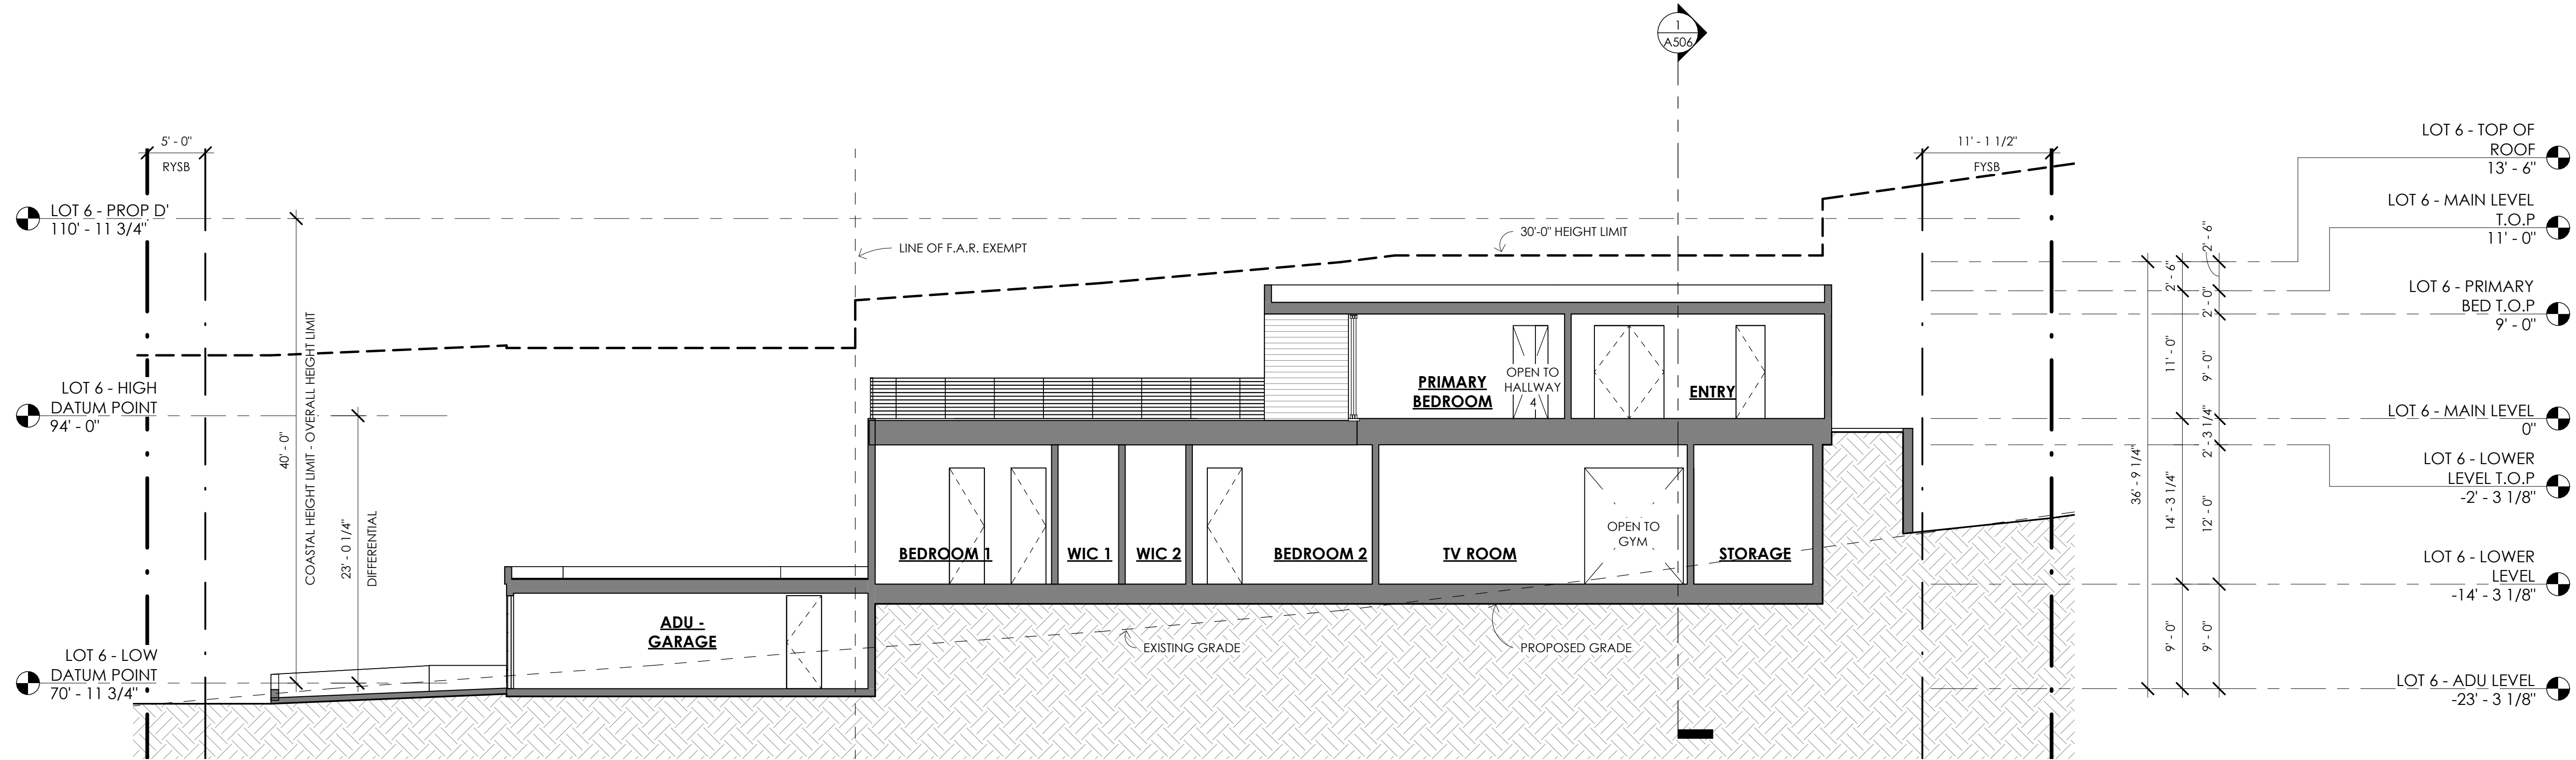 1
A506
5' - 0"
RYSB
11' - 1 1/2"
FYSB
LOT 6 - PROP D'
110' - 11 3/4"
LINE OF F.A.R. EXEMPT
30'-0" HEIGHT LIMIT
LOT 6 - TOP OF
ROOF
13' - 6"
LOT 6 - MAIN LEVEL
T.O.P
11' - 0"
LOT 6 - PRIMARY
BED T.O.P
9' - 0"
LOT 6 - MAIN LEVEL
0"
LOT 6 - LOWER
LEVEL T.O.P
-2' - 3 1/8"
LOT 6 - LOWER
LEVEL
-14' - 3 1/8"
LOT 6 - ADU LEVEL
-23' - 3 1/8"
LOT 6 - HIGH
DATUM POINT
94' - 0"
LOT 6 - LOW
DATUM POINT
70' - 11 3/4"
40' - 0"
COASTAL HEIGHT LIMIT - OVERALL HEIGHT LIMIT
23' - 0 1/4"
DIFFERENTIAL
PRIMARY
BEDROOM
OPEN TO
HALLWAY
4
ENTRY
BEDROOM 1
WIC 1
WIC 2
BEDROOM 2
TV ROOM
OPEN TO
GYM
STORAGE
ADU -
GARAGE
EXISTING GRADE
PROPOSED GRADE
36' - 9 1/4"
2' - 6"
11' - 0"
14' - 3 1/4"
9' - 0"
2' - 6"
2' - 0"
9' - 0"
2' - 3 1/4"
12' - 0"
9' - 0"